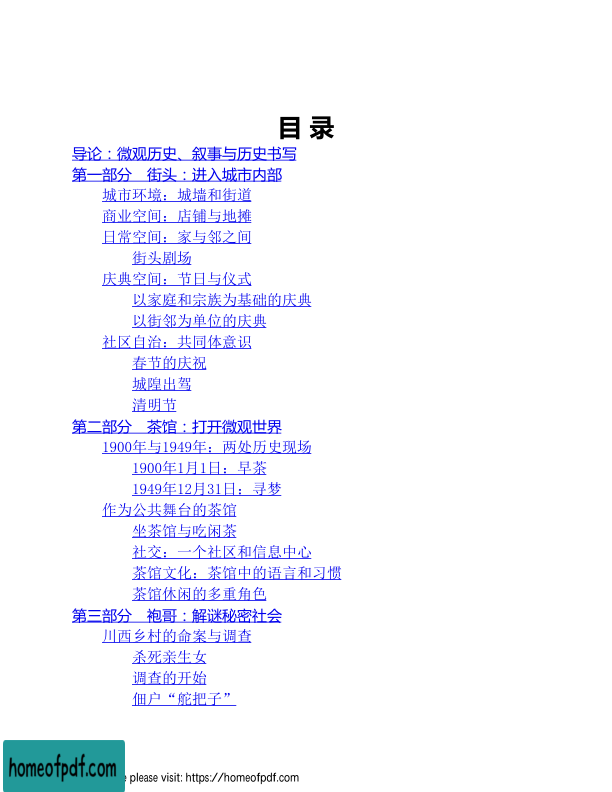 目 录
导论：微观历史、叙事与历史书写
第一部分　街头：进入城市内部
城市环境：城墙和街道
商业空间：店铺与地摊
日常空间：家与邻之间
街头剧场
庆典空间：节日与仪式
以家庭和宗族为基础的庆典
以街邻为单位的庆典
社区自治：共同体意识
春节的庆祝
城隍出驾
清明节
第二部分　茶馆：打开微观世界
1900年与1949年：两处历史现场
1900年1月1日：早茶
1949年12月31日：寻梦
作为公共舞台的茶馆
坐茶馆与吃闲茶
社交：一个社区和信息中心
茶馆文化：茶馆中的语言和习惯
茶馆休闲的多重角色
第三部分　袍哥：解谜秘密社会
川西乡村的命案与调查
杀死亲生女
调查的开始
佃户“舵把子”
homeofpdf.com
please visit: https://homeofpdf.com